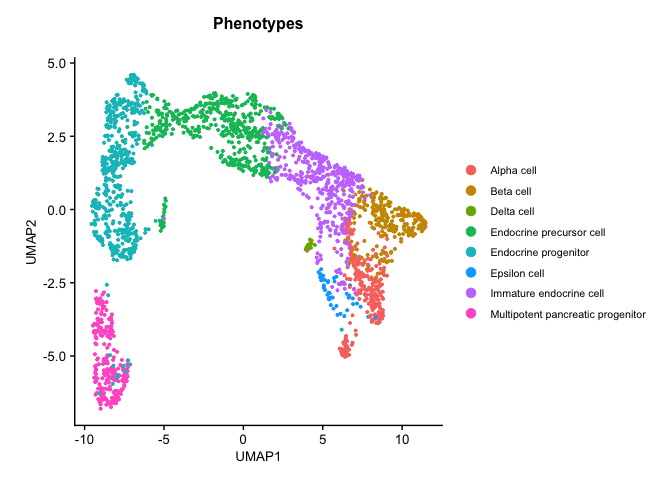 Phenotypes
5.0
2.5
0.0
-2.5
-5.0
UMAP2
-10
-5
0
5
10
UMAP1
Alpha cell
Beta cell
Delta cell
Endocrine precursor cell
Endocrine progenitor
Epsilon cell
Immature endocrine cell
Multipotent pancreatic progenitor